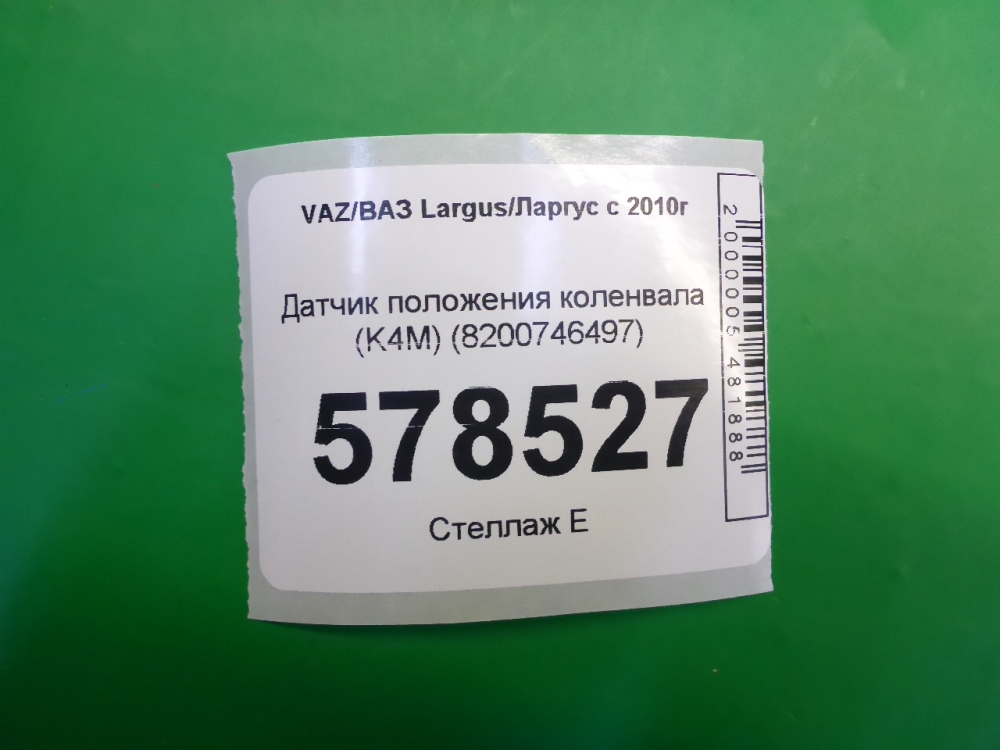 VAZ/ВАЗ Largus/Ларгус с 2010г
Датчик положения коленвала
(K4M) (8200746497)
578527
Стеллаж Е
2000005481888